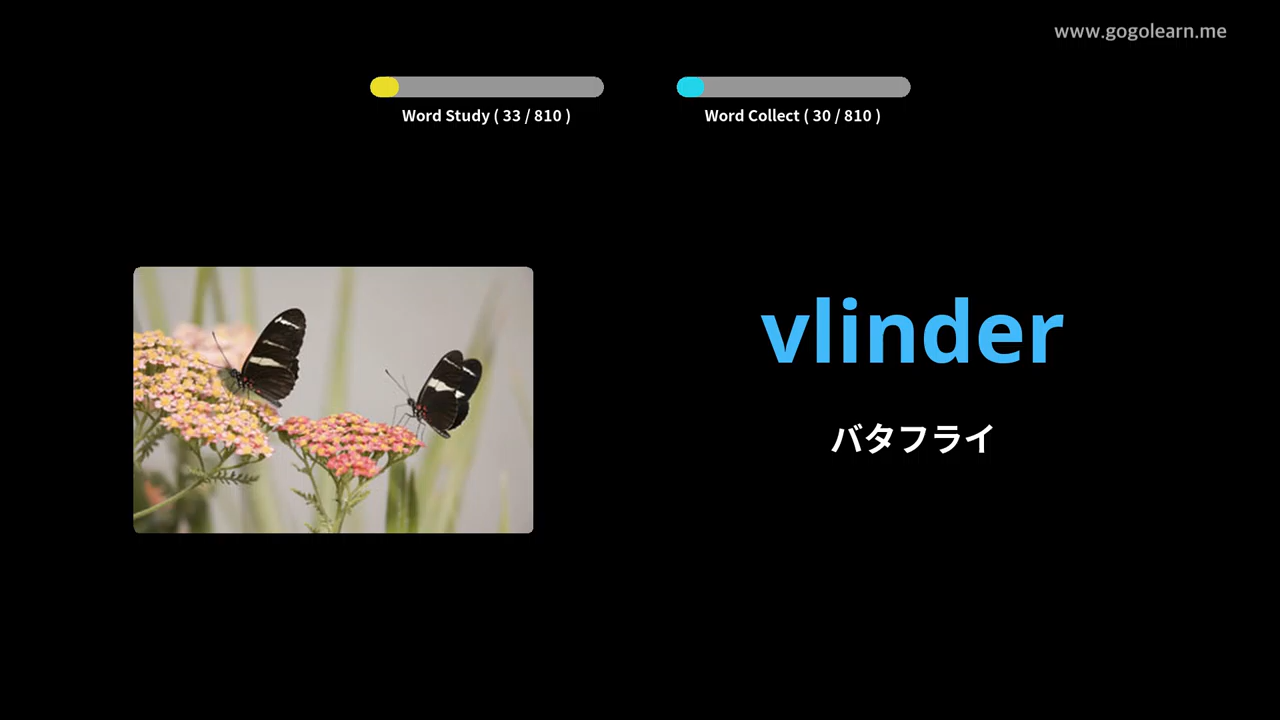 www.gogolearn.me
Word Study ( 33 / 810 )
Word Collect ( 30 / 810 )
vlinder
バタフライ